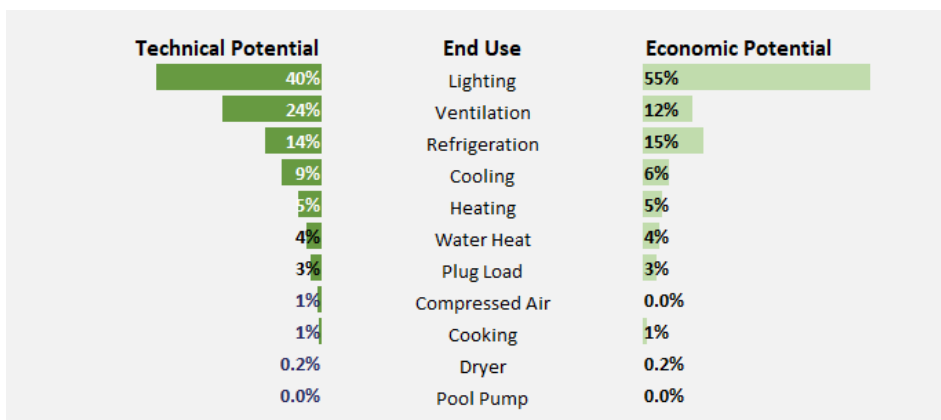 Technical Potential End Use Economic Potential
40% Lighting 55%
24% Ventilation 12%
14% Refrigeration 15%
9% Cooling 6%
5% Heating 5%
4% Water Heat 4%
3% Plug Load 3%
1% Compressed Air 0.0%
1% Cooking 1%
0.2% Dryer 0.2%
0.0% Pool Pump 0.0%